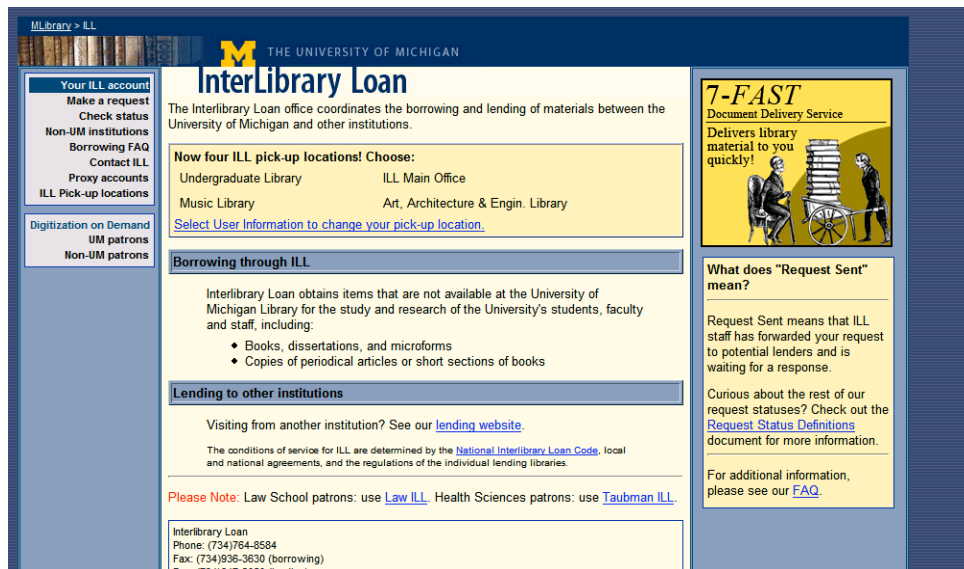 MLibrary > ILL
M THE UNIVERSITY OF MICHIGAN
InterLibrary Loan
Your ILL account
Make a request
Check status
Non-UM institutions
Borrowing FAQ
Contact ILL
Proxy accounts
ILL Pick-up locations
Digitization on Demand
UM patrons
Non-UM patrons
The Interlibrary Loan office coordinates the borrowing and lending of materials between the
University of Michigan and other institutions.
Now four ILL pick-up locations! Choose:
Undergraduate Library ILL Main Office
Music Library Art, Architecture & Engin. Library
Select User Information to change your pick-up location.
Borrowing through ILL
Interlibrary Loan obtains items that are not available at the University of
Michigan Library for the study and research of the University's students, faculty
and staff, including:
• Books, dissertations, and microforms
• Copies of periodical articles or short sections of books
Lending to other institutions
Visiting from another institution? See our lending website.
The conditions of service for ILL are determined by the National Interlibrary Loan Code, local
and national agreements, and the regulations of the individual lending libraries.
Please Note: Law School patrons: use Law ILL. Health Sciences patrons: use Taubman ILL.
Interlibrary Loan
Phone: (734)764-8584
Fax: (734)936-3630 (borrowing)
7-FAST
Document Delivery Service
Delivers library
material to you
quickly!
What does "Request Sent"
mean?
Request Sent means that ILL
staff has forwarded your request
to potential lenders and is
waiting for a response.
Curious about the rest of our
request statuses? Check out the
Request Status Definitions
document for more information.
For additional information,
please see our FAQ.